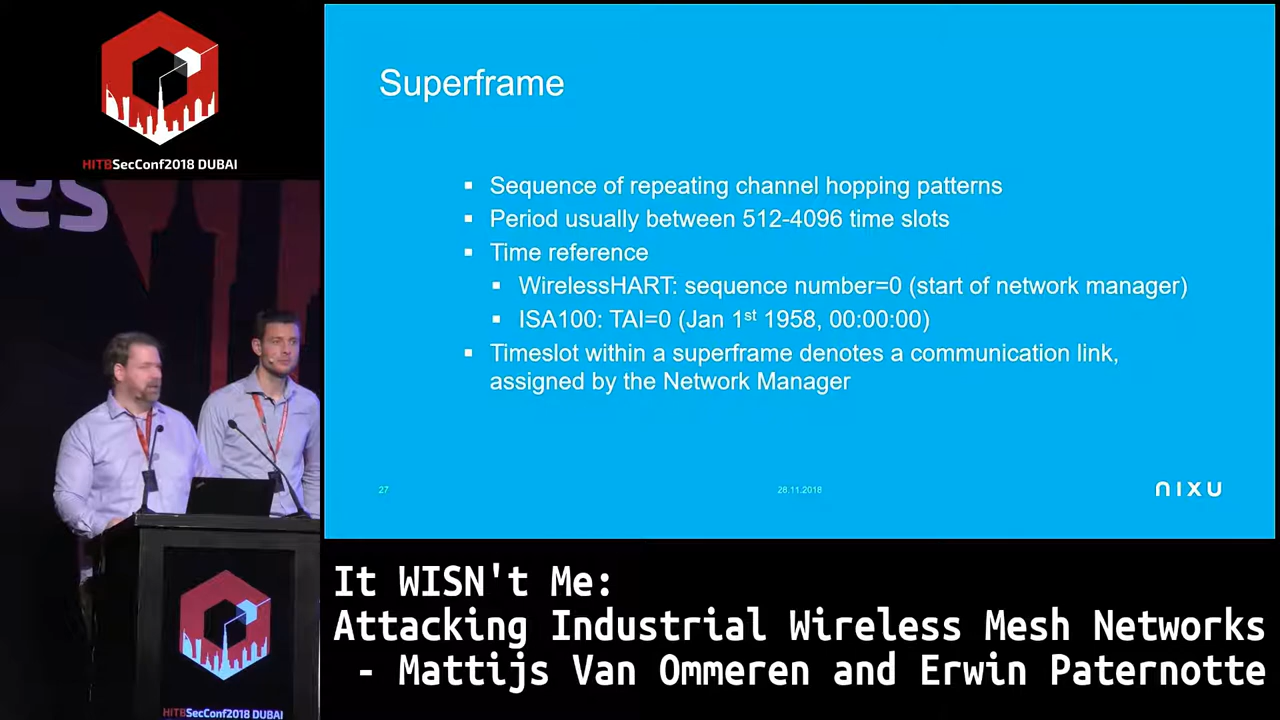 HITBSecConf2018 DUBAI
es
Superframe
▪ Sequence of repeating channel hopping patterns
▪ Period usually between 512-4096 time slots
▪ Time reference
▪ WirelessHART: sequence number=0 (start of network manager)
▪ ISA100: TAI=0 (Jan 1st 1958, 00:00:00)
▪ Timeslot within a superframe denotes a communication link,
assigned by the Network Manager
27
28.11.2018
nixu
HITBSecConf2018 DUBAI
It WISN't Me:
Attacking Industrial Wireless Mesh Networks
- Mattijs Van Ommeren and Erwin Paternotte